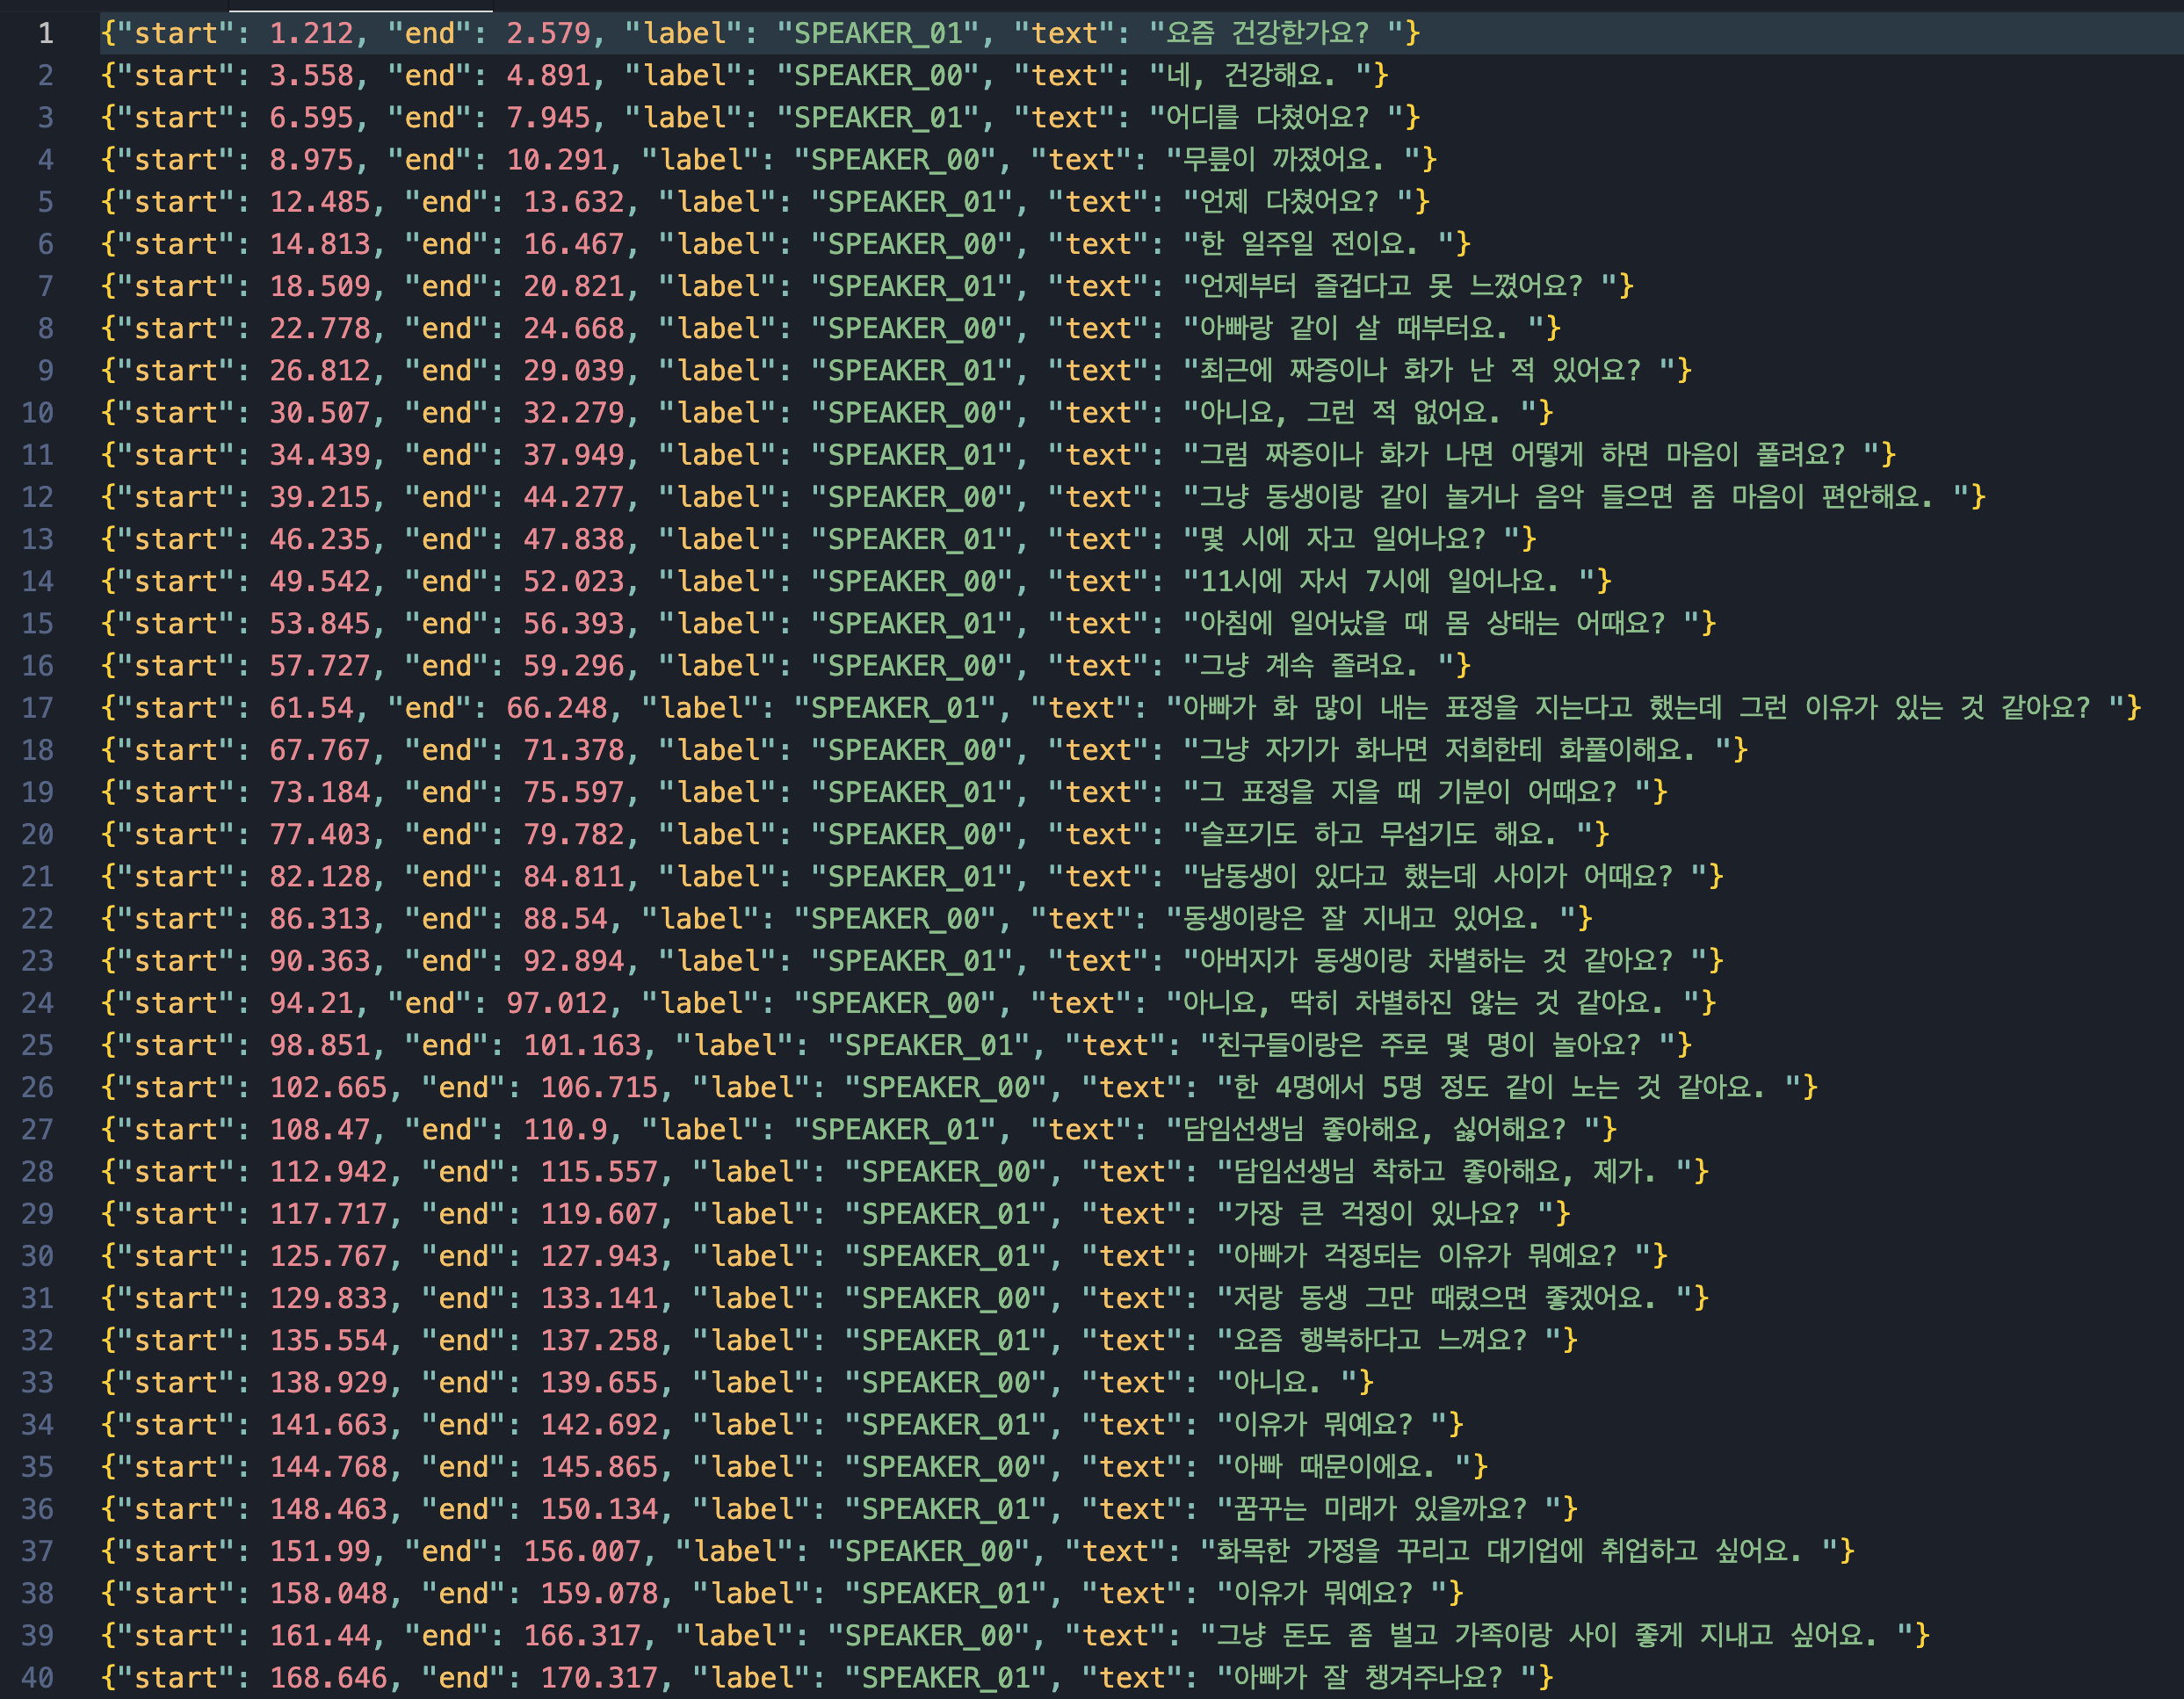 1 {"start": 1.212, "end": 2.579, "label": "SPEAKER_01", "text": "요즘 건강한가요? "}
2 {"start": 3.558, "end": 4.891, "label": "SPEAKER_00", "text": "네, 건강해요. "}
3 {"start": 6.595, "end": 7.945, "label": "SPEAKER_01", "text": "어디를 다쳤어요? "}
4 {"start": 8.975, "end": 10.291, "label": "SPEAKER_00", "text": "무릎이 까졌어요. "}
5 {"start": 12.485, "end": 13.632, "label": "SPEAKER_01", "text": "언제 다쳤어요? "}
6 {"start": 14.813, "end": 16.467, "label": "SPEAKER_00", "text": "한 일주일 전이요. "}
7 {"start": 18.509, "end": 20.821, "label": "SPEAKER_01", "text": "언제부터 즐겁다고 못 느꼈어요? "}
8 {"start": 22.778, "end": 24.668, "label": "SPEAKER_00", "text": "아빠랑 같이 살 때부터요. "}
9 {"start": 26.812, "end": 29.039, "label": "SPEAKER_01", "text": "최근에 짜증이나 화가 난 적 있어요? "}
10 {"start": 30.507, "end": 32.279, "label": "SPEAKER_00", "text": "아니요, 그런 적 없어요. "}
11 {"start": 34.439, "end": 37.949, "label": "SPEAKER_01", "text": "그럼 짜증이나 화가 나면 어떻게 하면 마음이 풀려요? "}
12 {"start": 39.215, "end": 44.277, "label": "SPEAKER_00", "text": "그냥 동생이랑 같이 놀거나 음악 들으면 좀 마음이 편안해요. "}
13 {"start": 46.235, "end": 47.838, "label": "SPEAKER_01", "text": "몇 시에 자고 일어나요? "}
14 {"start": 49.542, "end": 52.023, "label": "SPEAKER_00", "text": "11시에 자서 7시에 일어나요. "}
15 {"start": 53.845, "end": 56.393, "label": "SPEAKER_01", "text": "아침에 일어났을 때 몸 상태는 어때요? "}
16 {"start": 57.727, "end": 59.296, "label": "SPEAKER_00", "text": "그냥 계속 졸려요. "}
17 {"start": 61.54, "end": 66.248, "label": "SPEAKER_01", "text": "아빠가 화 많이 내는 표정을 지는다고 했는데 그런 이유가 있는 것 같아요? "}
18 {"start": 67.767, "end": 71.378, "label": "SPEAKER_00", "text": "그냥 자기가 화나면 저희한테 화풀이해요. "}
19 {"start": 73.184, "end": 75.597, "label": "SPEAKER_01", "text": "그 표정을 지을 때 기분이 어때요? "}
20 {"start": 77.403, "end": 79.782, "label": "SPEAKER_00", "text": "슬프기도 하고 무섭기도 해요. "}
21 {"start": 82.128, "end": 84.811, "label": "SPEAKER_01", "text": "남동생이 있다고 했는데 사이가 어때요? "}
22 {"start": 86.313, "end": 88.54, "label": "SPEAKER_00", "text": "동생이랑은 잘 지내고 있어요. "}
23 {"start": 90.363, "end": 92.894, "label": "SPEAKER_01", "text": "아버지가 동생이랑 차별하는 것 같아요? "}
24 {"start": 94.21, "end": 97.012, "label": "SPEAKER_00", "text": "아니요, 딱히 차별하진 않는 것 같아요. "}
25 {"start": 98.851, "end": 101.163, "label": "SPEAKER_01", "text": "친구들이랑은 주로 몇 명이 놀아요? "}
26 {"start": 102.665, "end": 106.715, "label": "SPEAKER_00", "text": "한 4명에서 5명 정도 같이 노는 것 같아요. "}
27 {"start": 108.47, "end": 110.9, "label": "SPEAKER_01", "text": "담임선생님 좋아해요, 싫어해요? "}
28 {"start": 112.942, "end": 115.557, "label": "SPEAKER_00", "text": "담임선생님 착하고 좋아해요, 제가. "}
29 {"start": 117.717, "end": 119.607, "label": "SPEAKER_01", "text": "가장 큰 걱정이 있나요? "}
30 {"start": 125.767, "end": 127.943, "label": "SPEAKER_01", "text": "아빠가 걱정되는 이유가 뭐예요? "}
31 {"start": 129.833, "end": 133.141, "label": "SPEAKER_00", "text": "저랑 동생 그만 때렸으면 좋겠어요. "}
32 {"start": 135.554, "end": 137.258, "label": "SPEAKER_01", "text": "요즘 행복하다고 느껴요? "}
33 {"start": 138.929, "end": 139.655, "label": "SPEAKER_00", "text": "아니요. "}
34 {"start": 141.663, "end": 142.692, "label": "SPEAKER_01", "text": "이유가 뭐예요? "}
35 {"start": 144.768, "end": 145.865, "label": "SPEAKER_00", "text": "아빠 때문이에요. "}
36 {"start": 148.463, "end": 150.134, "label": "SPEAKER_01", "text": "꿈꾸는 미래가 있을까요? "}
37 {"start": 151.99, "end": 156.007, "label": "SPEAKER_00", "text": "화목한 가정을 꾸리고 대기업에 취업하고 싶어요. "}
38 {"start": 158.048, "end": 159.078, "label": "SPEAKER_01", "text": "이유가 뭐예요? "}
39 {"start": 161.44, "end": 166.317, "label": "SPEAKER_00", "text": "그냥 돈도 좀 벌고 가족이랑 사이 좋게 지내고 싶어요. "}
40 {"start": 168.646, "end": 170.317, "label": "SPEAKER_01", "text": "아빠가 잘 챙겨주나요? "}